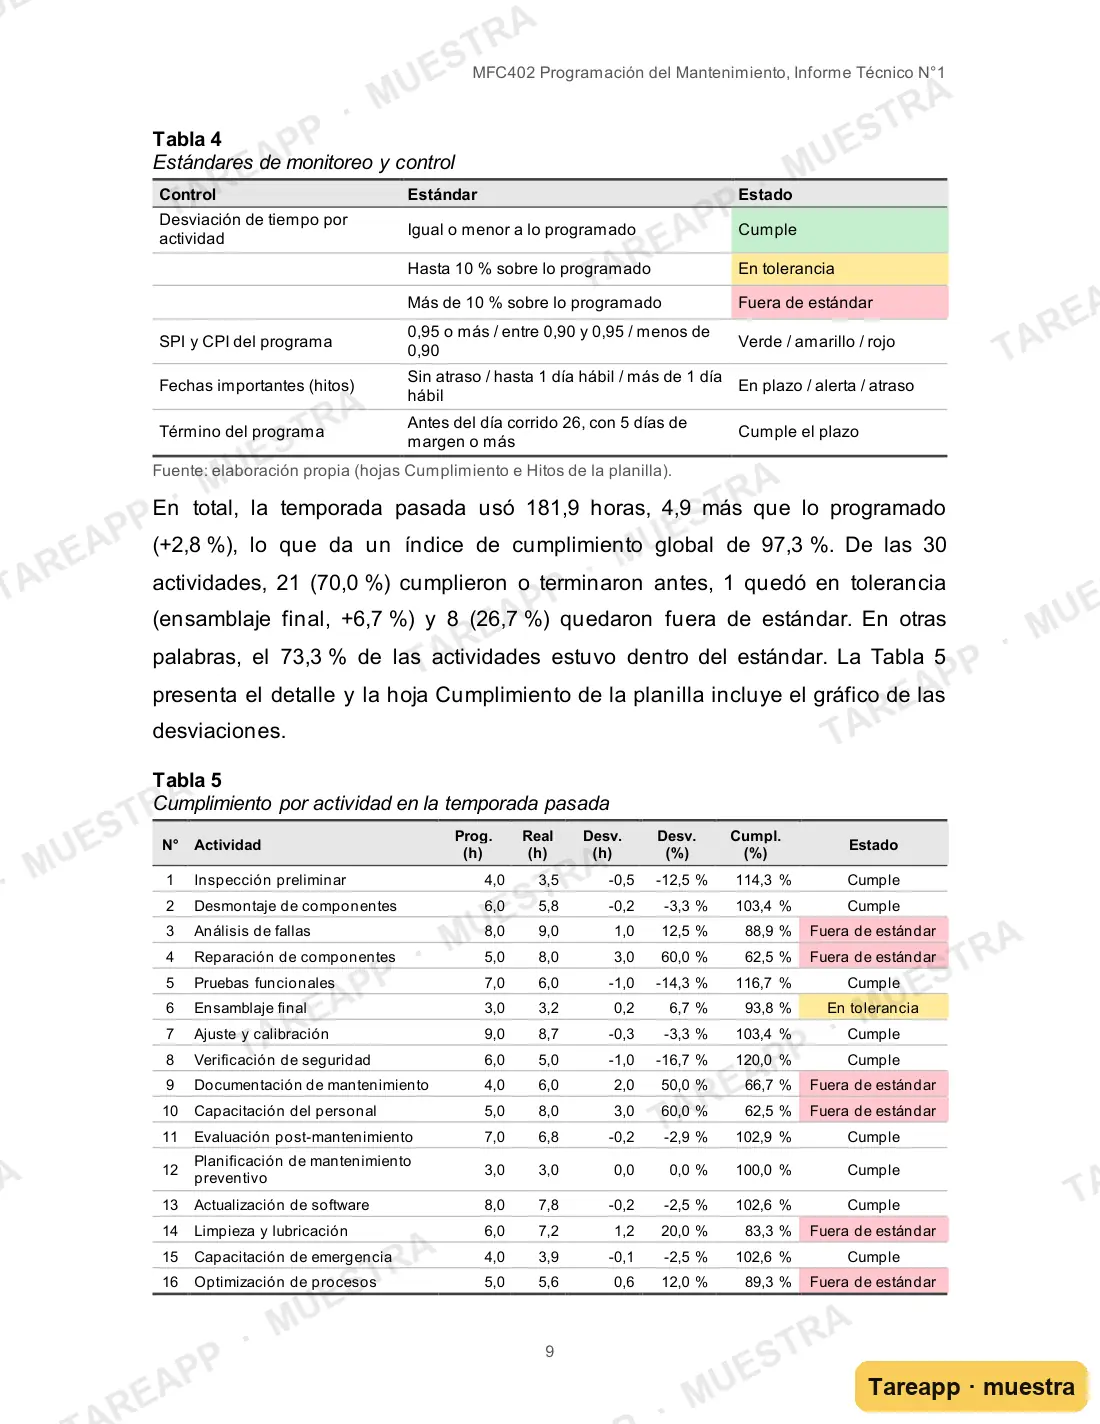 MFC402 Programación del Mantenimiento, Informe Técnico N°1
Tabla 4
Estándares de monitoreo y control
Control Estándar Estado
Desviación de tiempo por actividad Igual o menor a lo programado Cumple
Hasta 10 % sobre lo programado En tolerancia
Más de 10 % sobre lo programado Fuera de estándar
SPI y CPI del programa 0,95 o más / entre 0,90 y 0,95 / menos de 0,90 Verde / amarillo / rojo
Fechas importantes (hitos) Sin atraso / hasta 1 día hábil / más de 1 día hábil En plazo / alerta / atraso
Término del programa Antes del día corrido 26, con 5 días de margen o más Cumple el plazo
Fuente: elaboración propia (hojas Cumplimiento e Hitos de la planilla).
En total, la temporada pasada usó 181,9 horas, 4,9 más que lo programado
(+2,8 %), lo que da un índice de cumplimiento global de 97,3 %. De las 30
actividades, 21 (70,0 %) cumplieron o terminaron antes, 1 quedó en tolerancia
(ensamblaje final, +6,7 %) y 8 (26,7 %) quedaron fuera de estándar. En otras
palabras, el 73,3 % de las actividades estuvo dentro del estándar. La Tabla 5
presenta el detalle y la hoja Cumplimiento de la planilla incluye el gráfico de las
desviaciones.
Tabla 5
Cumplimiento por actividad en la temporada pasada
N° Actividad Prog. (h) Real (h) Desv. (h) Desv. (%) Cumpl. (%) Estado
1 Inspección preliminar 4,0 3,5 -0,5 -12,5 % 114,3 % Cumple
2 Desmontaje de componentes 6,0 5,8 -0,2 -3,3 % 103,4 % Cumple
3 Análisis de fallas 8,0 9,0 1,0 12,5 % 88,9 % Fuera de estándar
4 Reparación de componentes 5,0 8,0 3,0 60,0 % 62,5 % Fuera de estándar
5 Pruebas funcionales 7,0 6,0 -1,0 -14,3 % 116,7 % Cumple
6 Ensamblaje final 3,0 3,2 0,2 6,7 % 93,8 % En tolerancia
7 Ajuste y calibración 9,0 8,7 -0,3 -3,3 % 103,4 % Cumple
8 Verificación de seguridad 6,0 5,0 -1,0 -16,7 % 120,0 % Cumple
9 Documentación de mantenimiento 4,0 6,0 2,0 50,0 % 66,7 % Fuera de estándar
10 Capacitación del personal 5,0 8,0 3,0 60,0 % 62,5 % Fuera de estándar
11 Evaluación post-mantenimiento 7,0 6,8 -0,2 -2,9 % 102,9 % Cumple
12 Planificación de mantenimiento preventivo 3,0 3,0 0,0 0,0 % 100,0 % Cumple
13 Actualización de software 8,0 7,8 -0,2 -2,5 % 102,6 % Cumple
14 Limpieza y lubricación 6,0 7,2 1,2 20,0 % 83,3 % Fuera de estándar
15 Capacitación de emergencia 4,0 3,9 -0,1 -2,5 % 102,6 % Cumple
16 Optimización de procesos 5,0 5,6 0,6 12,0 % 89,3 % Fuera de estándar
9
Tareapp · muestra
TAREAPP · MUESTRA